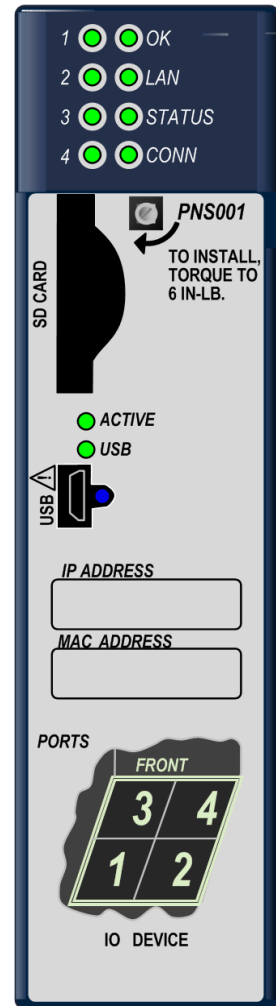 1 OK
2 LAN
3 STATUS
4 CONN
PNS001
TO INSTALL,
TORQUE TO
6 IN-LB.
SD CARD
ACTIVE
USB
USB
IP ADDRESS
MAC ADDRESS
PORTS
FRONT
3 4
1 2
IO DEVICE